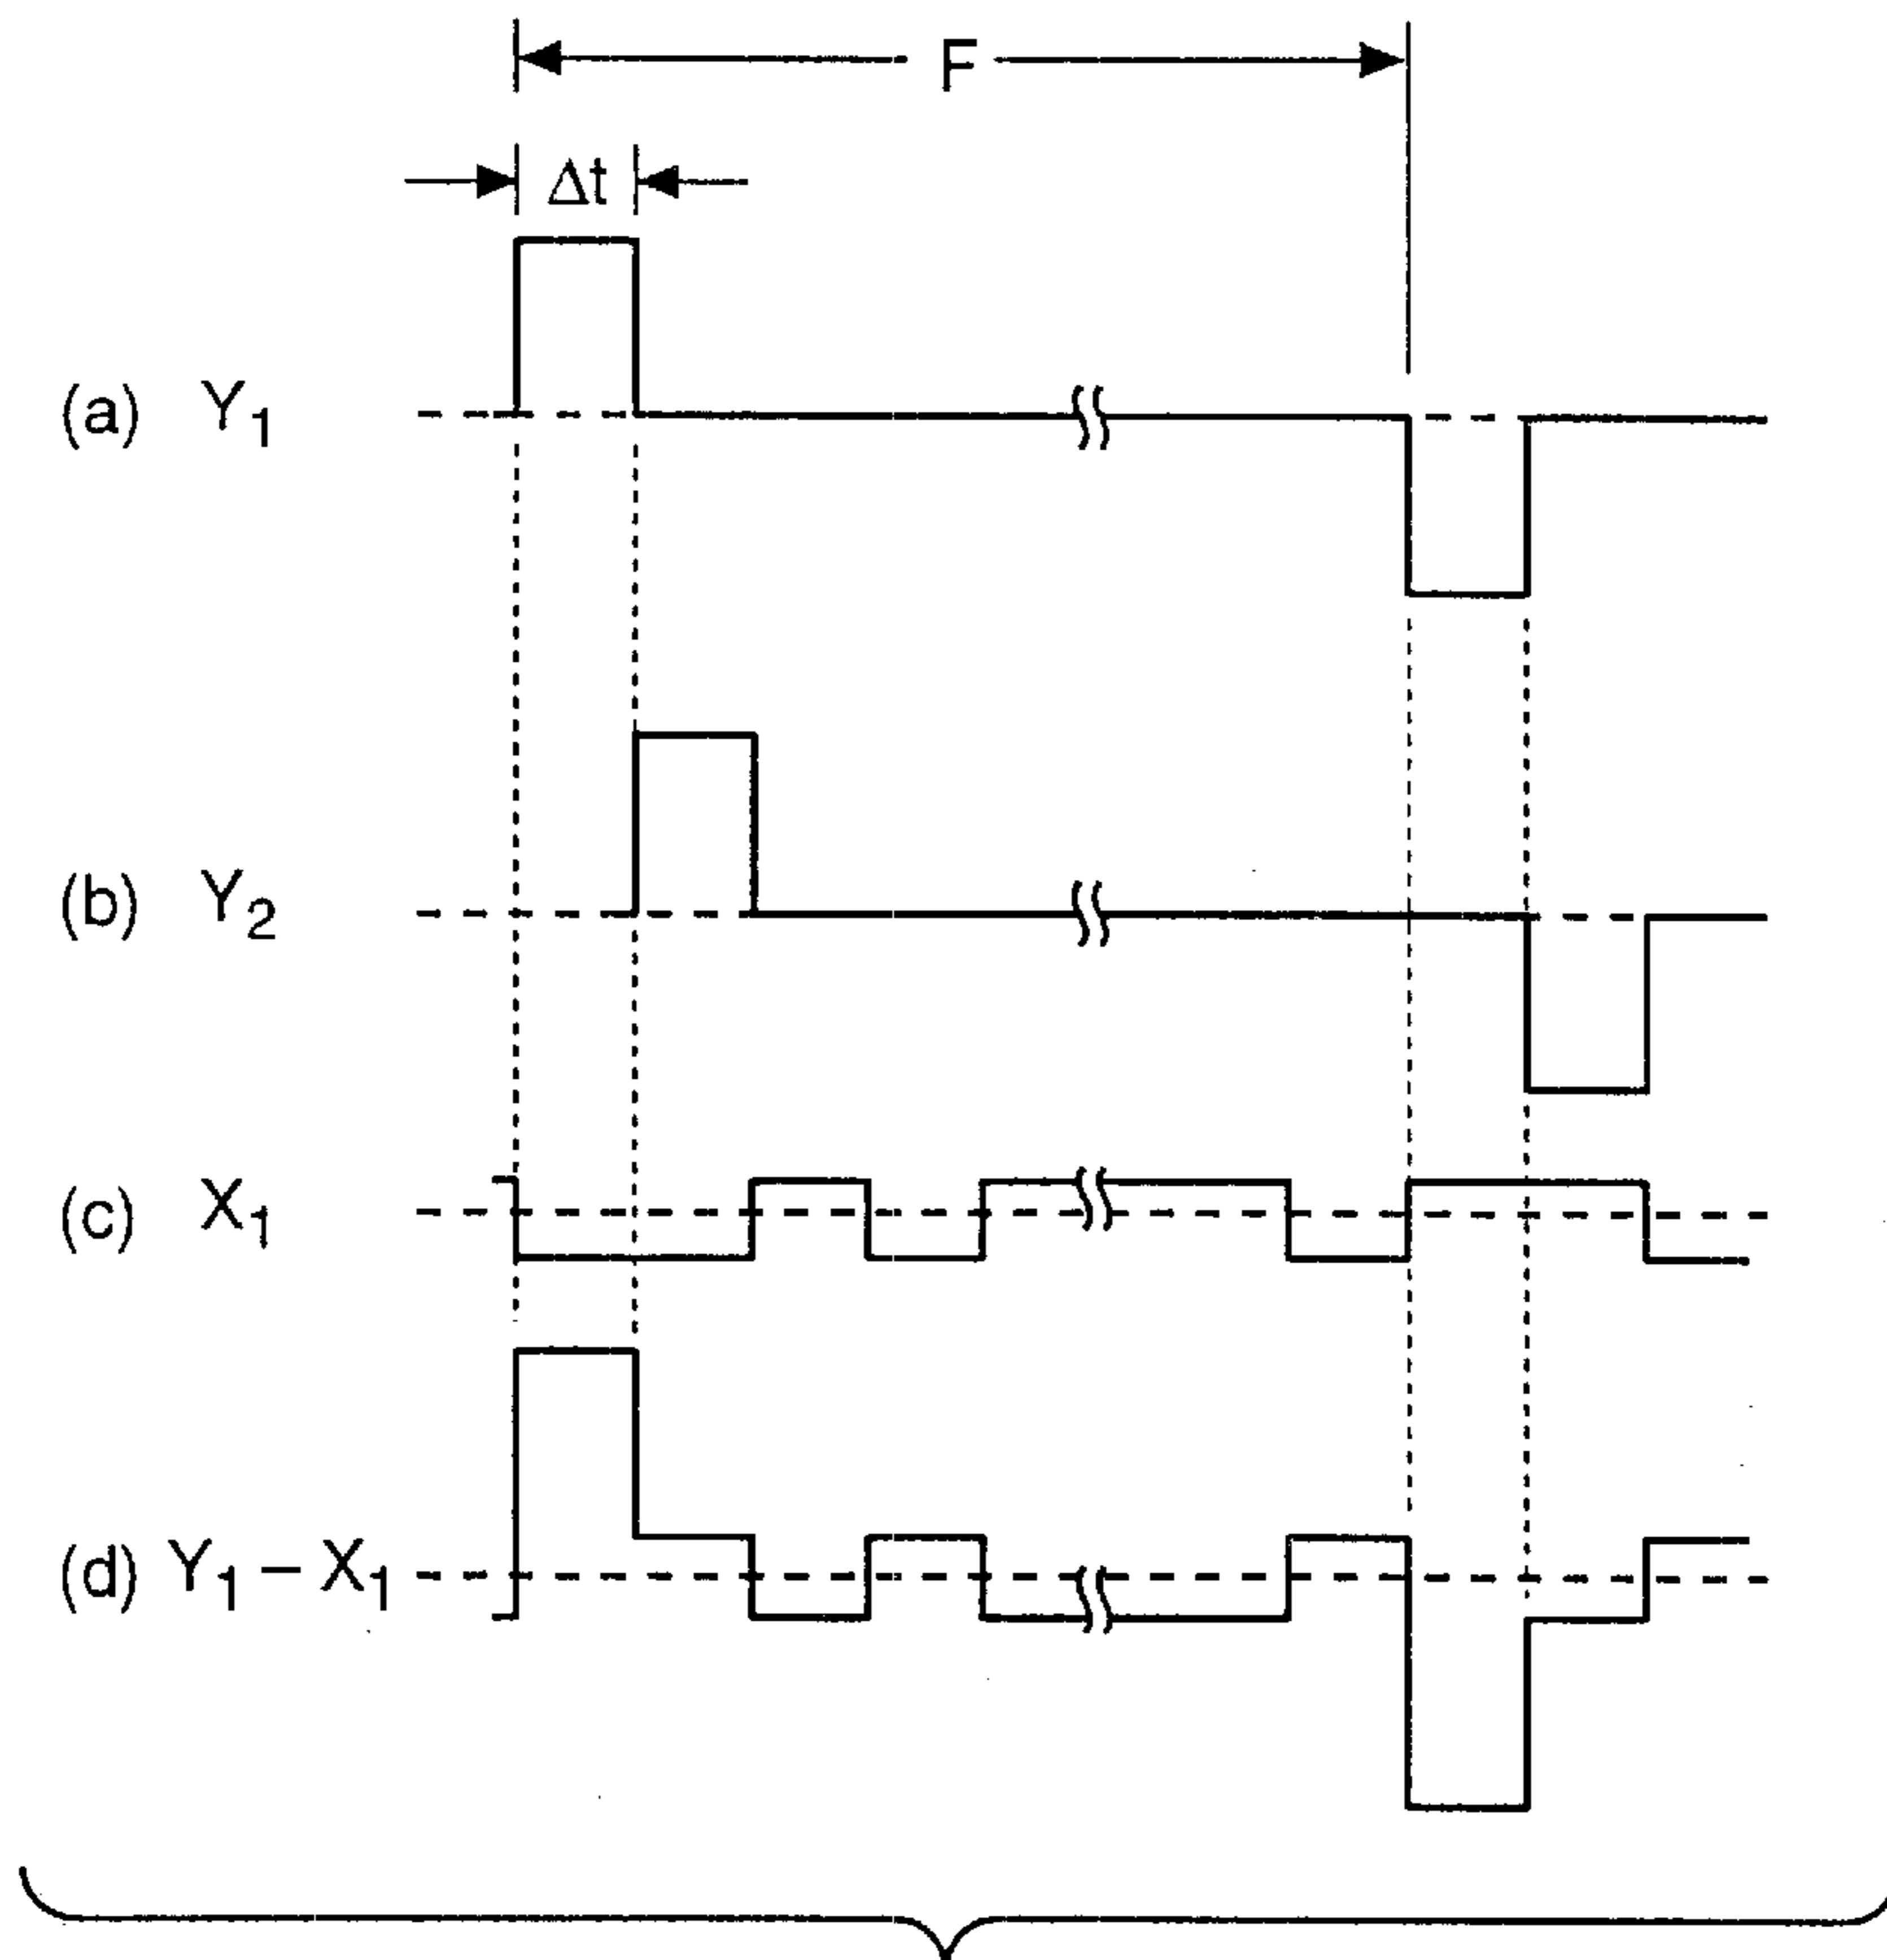 F
Δt
(a) Y₁
(b) Y₂
(c) X₁
(d) Y₁ – X₁